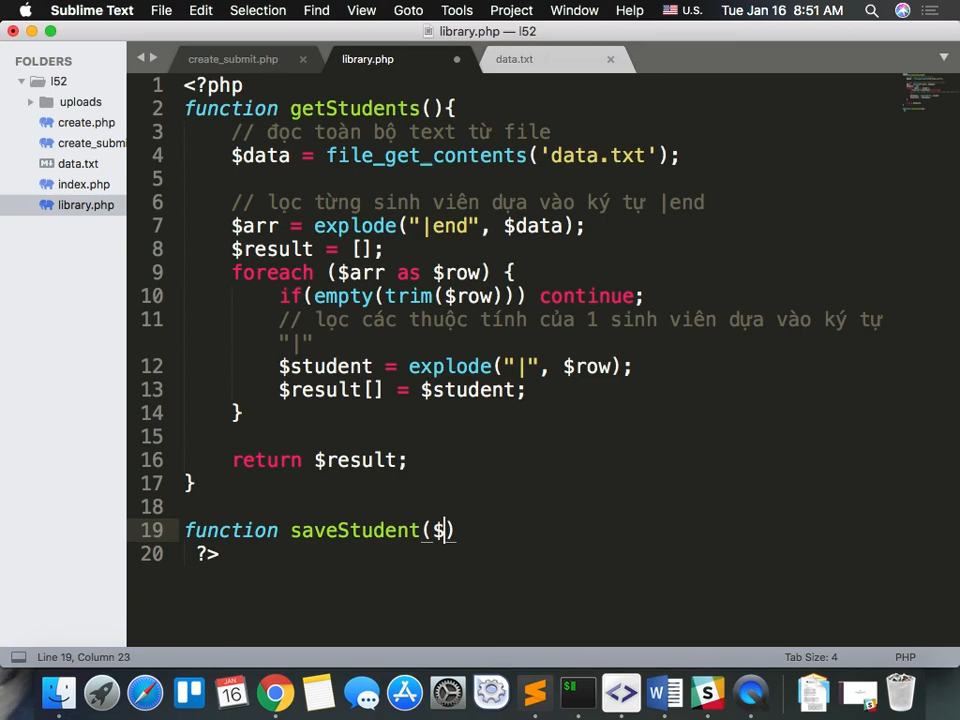 Sublime Text File Edit Selection Find View Goto Tools Project Window Help U.S. Tue Jan 16 8:51 AM
library.php — l52
FOLDERS
l52
uploads
create.php
create_submi
data.txt
index.php
library.php
create_submit.php × library.php data.txt ×
1 <?php
2 function getStudents(){
3 // đọc toàn bộ text từ file
4 $data = file_get_contents('data.txt');
5
6 // lọc từng sinh viên dựa vào ký tự |end
7 $arr = explode("|end", $data);
8 $result = [];
9 foreach ($arr as $row) {
10 if(empty(trim($row))) continue;
11 // lọc các thuộc tính của 1 sinh viên dựa vào ký tự
"|"
12 $student = explode("|", $row);
13 $result[] = $student;
14 }
15
16 return $result;
17 }
18
19 function saveStudent($)
20 ?>
Line 19, Column 23 Tab Size: 4 PHP
JAN
16